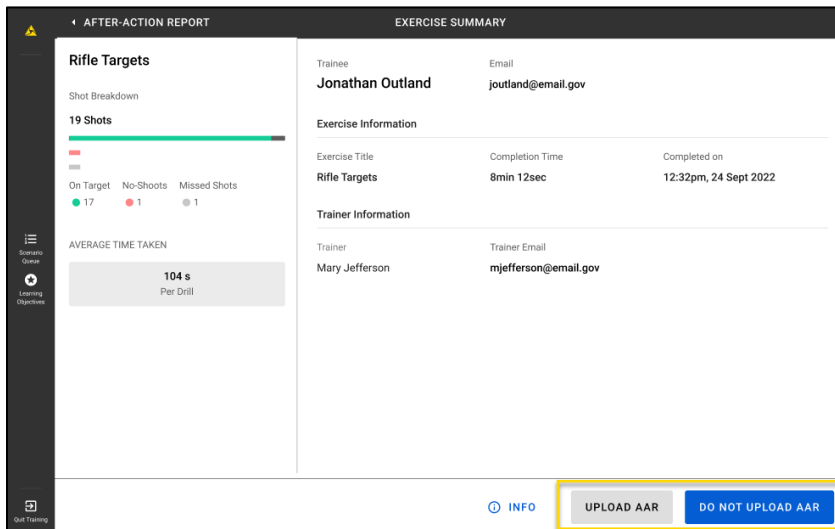 AFTER-ACTION REPORT
EXERCISE SUMMARY
Scenario
Queue
Learning
Objectives
Quit Training
Rifle Targets
Shot Breakdown
19 Shots
On Target No-Shoots Missed Shots
17 1 1
AVERAGE TIME TAKEN
104 s
Per Drill
Trainee Email
Jonathan Outland joutland@email.gov
Exercise Information
Exercise Title Completion Time Completed on
Rifle Targets 8min 12sec 12:32pm, 24 Sept 2022
Trainer Information
Trainer Trainer Email
Mary Jefferson mjefferson@email.gov
INFO UPLOAD AAR DO NOT UPLOAD AAR